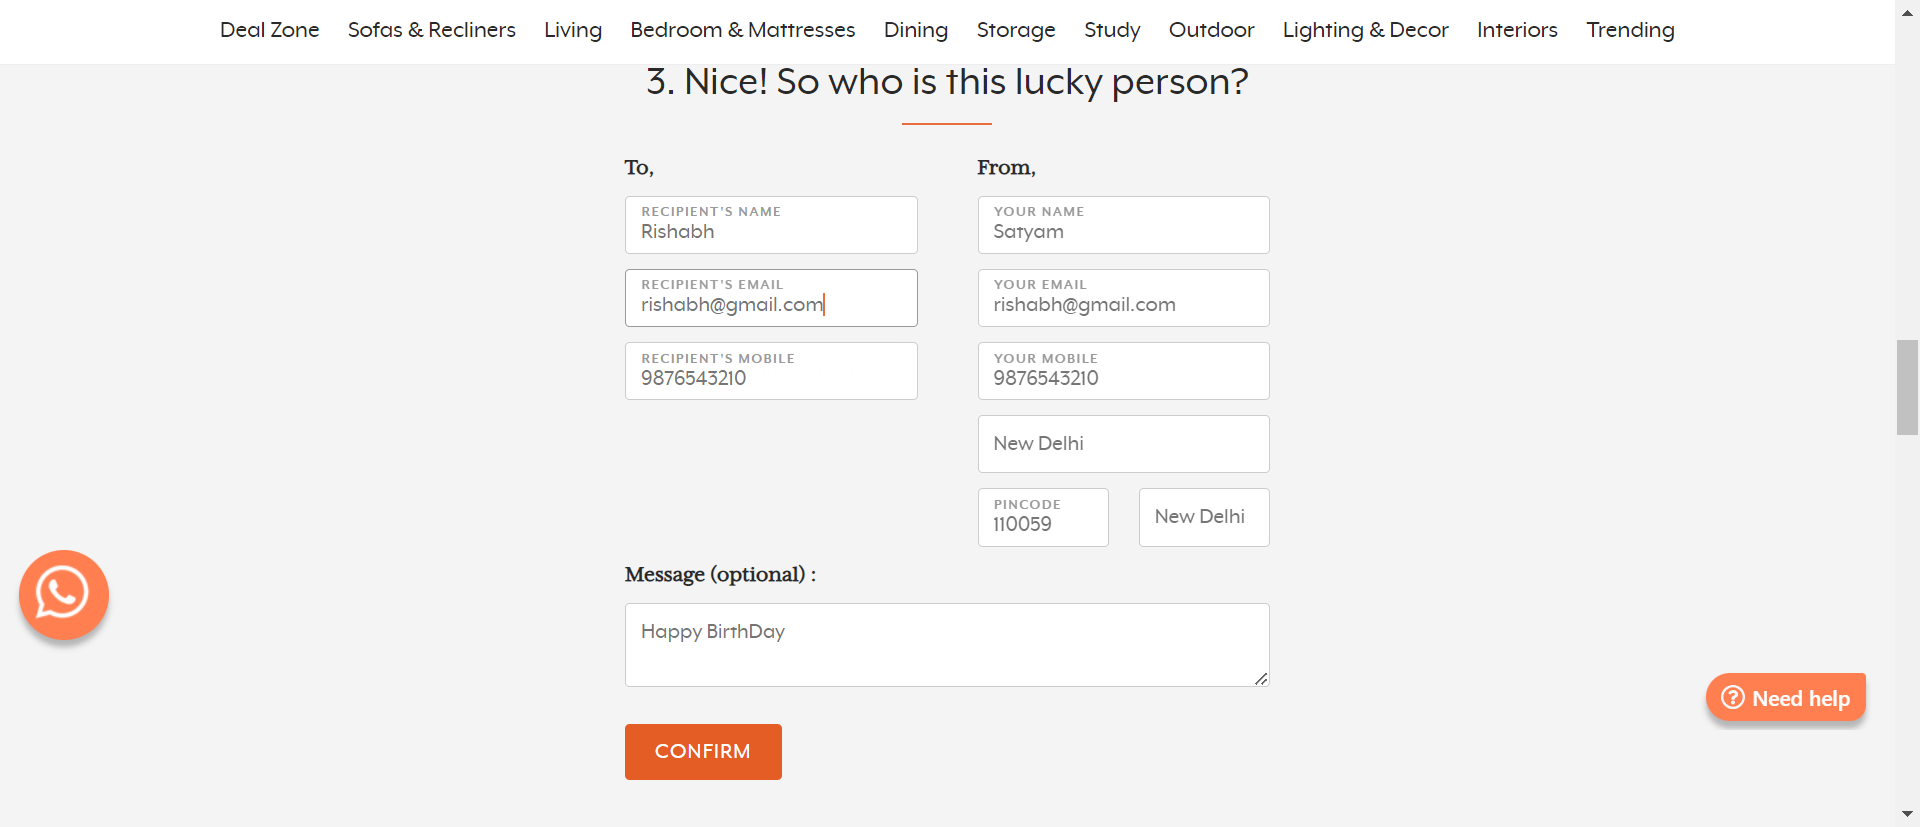 Deal Zone Sofas & Recliners Living Bedroom & Mattresses Dining Storage Study Outdoor Lighting & Decor Interiors Trending
3. Nice! So who is this lucky person?
To,
RECIPIENT'S NAME
Rishabh
RECIPIENT'S EMAIL
rishabh@gmail.com
RECIPIENT'S MOBILE
9876543210
From,
YOUR NAME
Satyam
YOUR EMAIL
rishabh@gmail.com
YOUR MOBILE
9876543210
New Delhi
PINCODE
110059
New Delhi
Message (optional) :
Happy BirthDay
CONFIRM
Need help